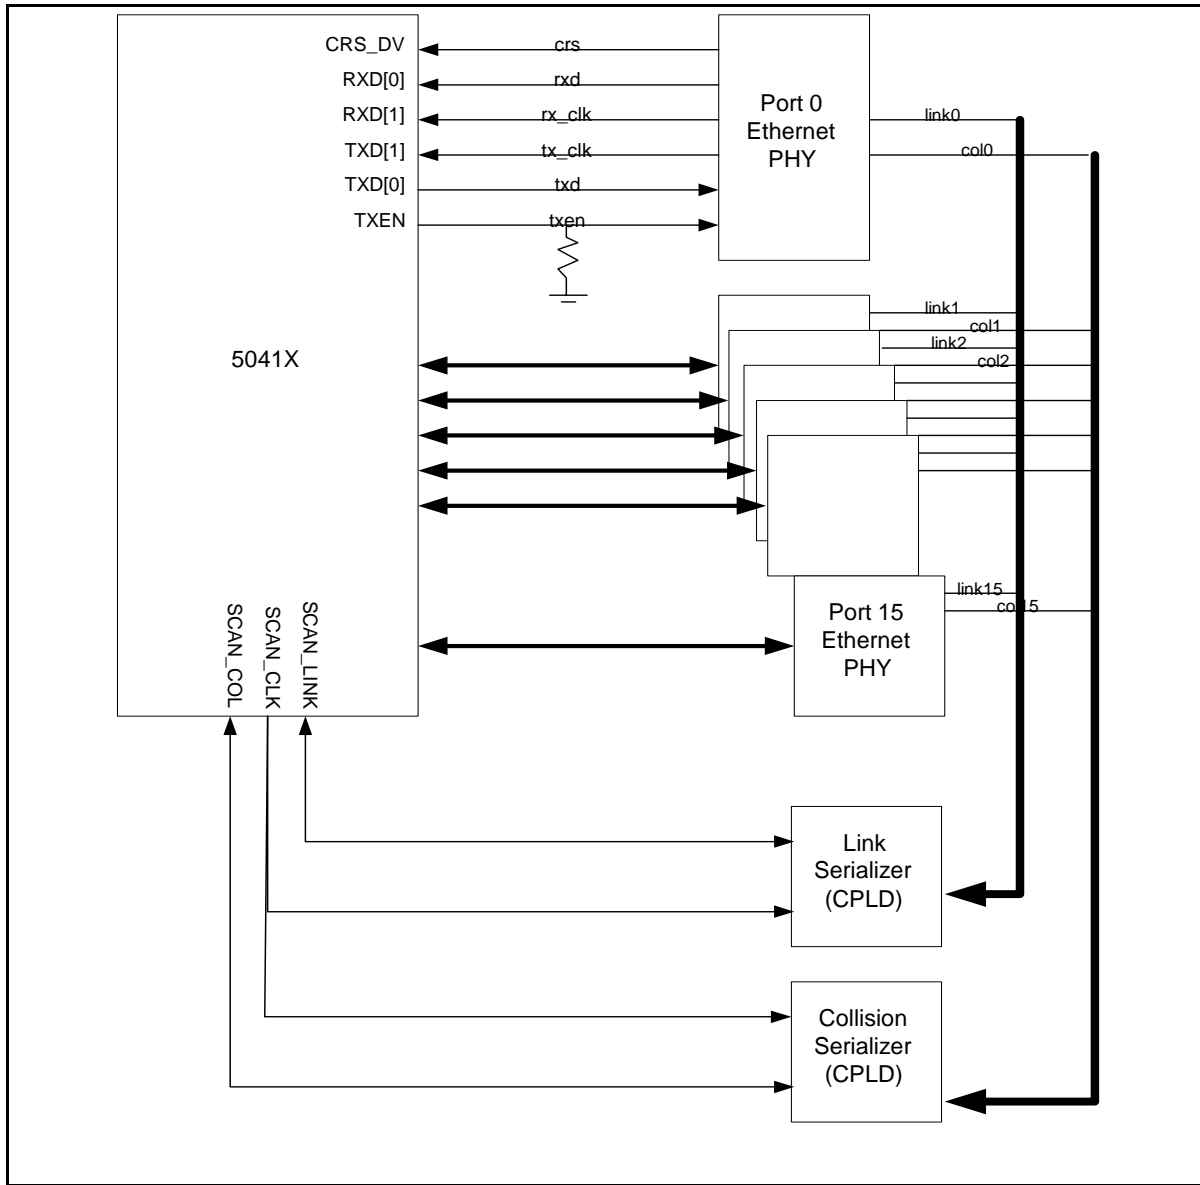 CRS_DV
crs
RXD[0]
rxd
RXD[1]
rx_clk
TXD[1]
tx_clk
TXD[0]
txd
TXEN
txen
Port 0
Ethernet
PHY
link0
col0
5041X
link1
col1
link2
col2
link15
col15
Port 15
Ethernet
PHY
SCAN_COL
SCAN_CLK
SCAN_LINK
Link
Serializer
(CPLD)
Collision
Serializer
(CPLD)